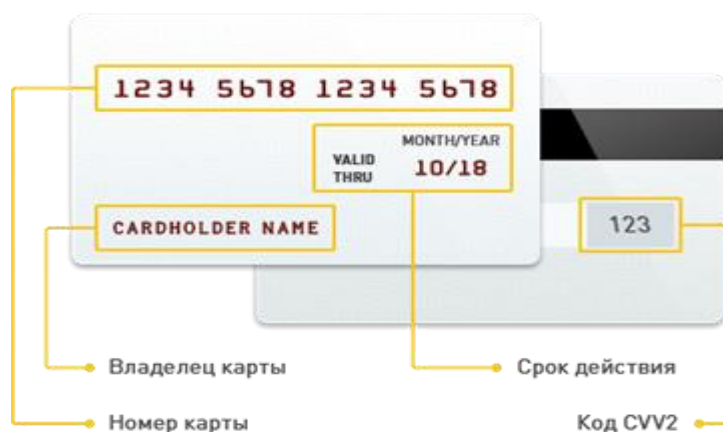 1234 5678 1234 5678
MONTH/YEAR
VALID
THRU
10/18
CARDHOLDER NAME
123
Владелец карты
Срок действия
Номер карты
Код CVV2